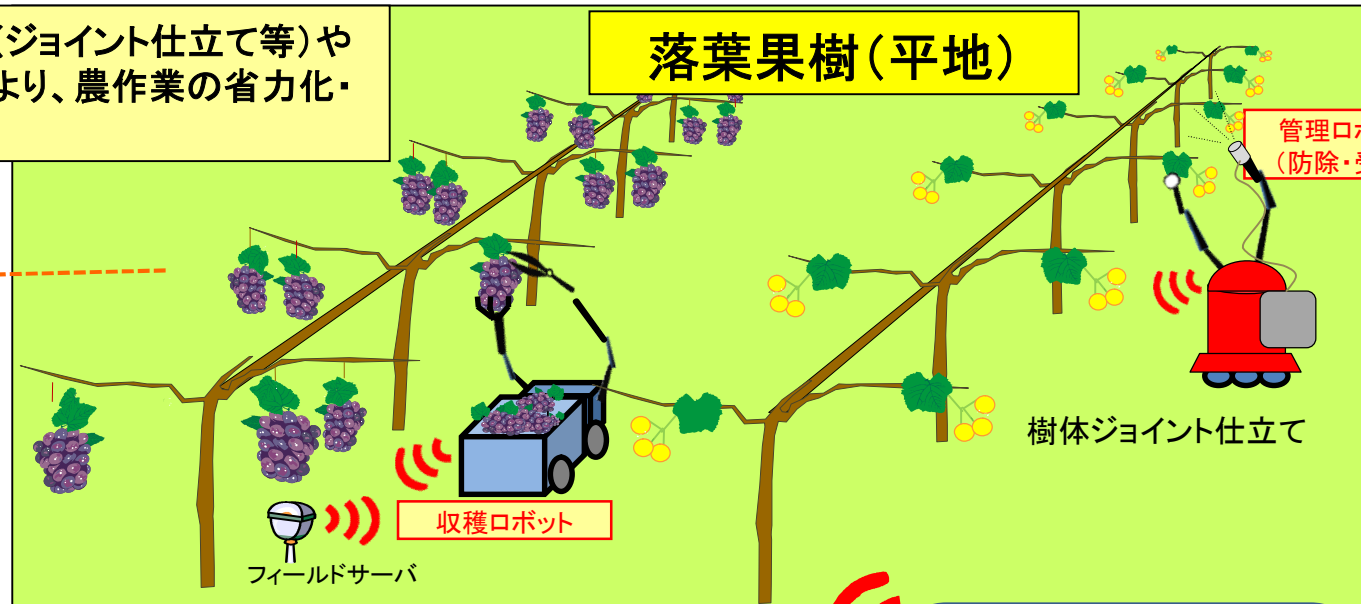 (ジョイント仕立て等)や
より、農作業の省力化・
落葉果樹(平地)
管理ロボ
(防除・受
樹体ジョイント仕立て
収穫ロボット
フィールドサーバ